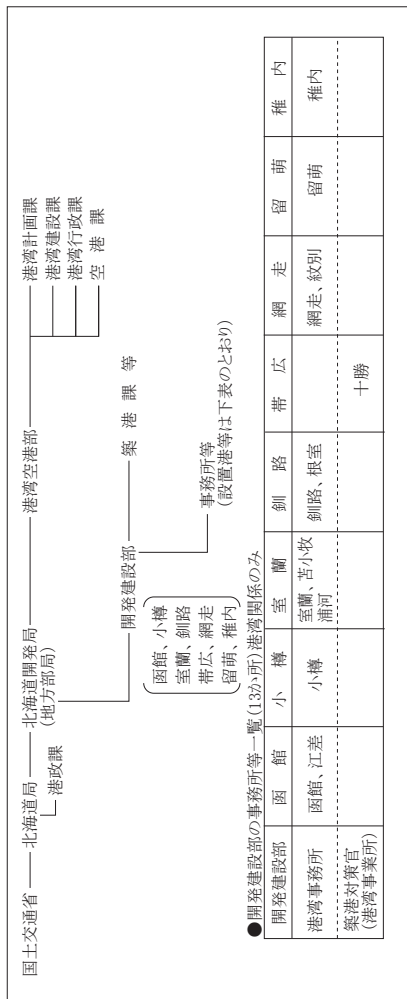 国土交通省 北海道局 北海道開発局 港湾空港部 港湾計画課
(地方部局)
港政課
港湾建設課
港湾行政課
空港課
開発建設部 築港課等
函館、小樽
室蘭、釧路
帯広、網走
留萌、稚内
事務所等
(設置港等は下表のとおり)
●開発建設部の事務所等一覧(13か所)港湾関係のみ
開発建設部 函館 小樽 室蘭 釧路 帯広 網走 留萌 稚内
港湾事務所 函館、江差 小樽 室蘭、苫小牧 釧路、根室 網走、紋別 留萌 稚内
浦河
築港対策官 十勝
(港湾事業所)